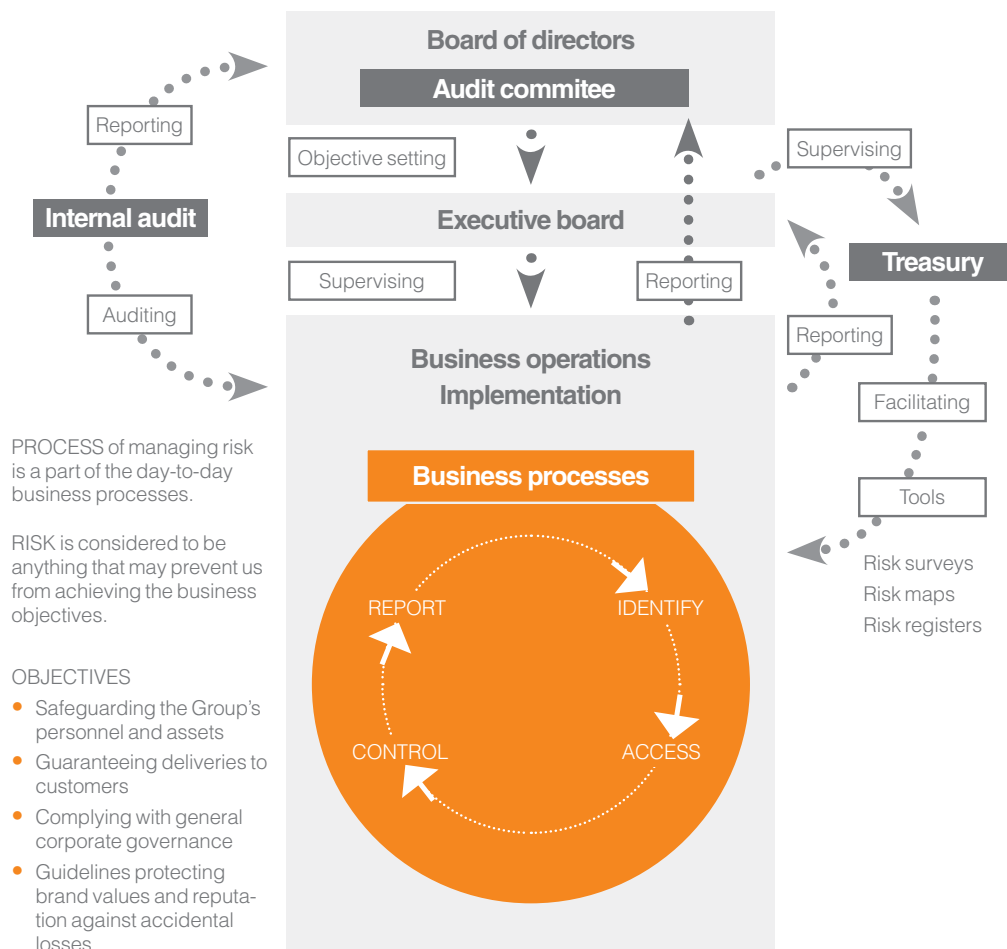 Board of directors
Audit commitee
Reporting
Objective setting
Supervising
Internal audit
Executive board
Treasury
Auditing
Supervising
Reporting
Reporting
Business operations
Implementation
Facilitating
Tools
Risk surveys
Risk maps
Risk registers
PROCESS of managing risk
is a part of the day-to-day
business processes.
RISK is considered to be
anything that may prevent us
from achieving the business
objectives.
OBJECTIVES
Safeguarding the Group's
personnel and assets
Guaranteeing deliveries to
customers
Complying with general
corporate governance
Guidelines protecting
brand values and reputa-
tion against accidental
losses
Business processes
REPORT
IDENTIFY
CONTROL
ACCESS